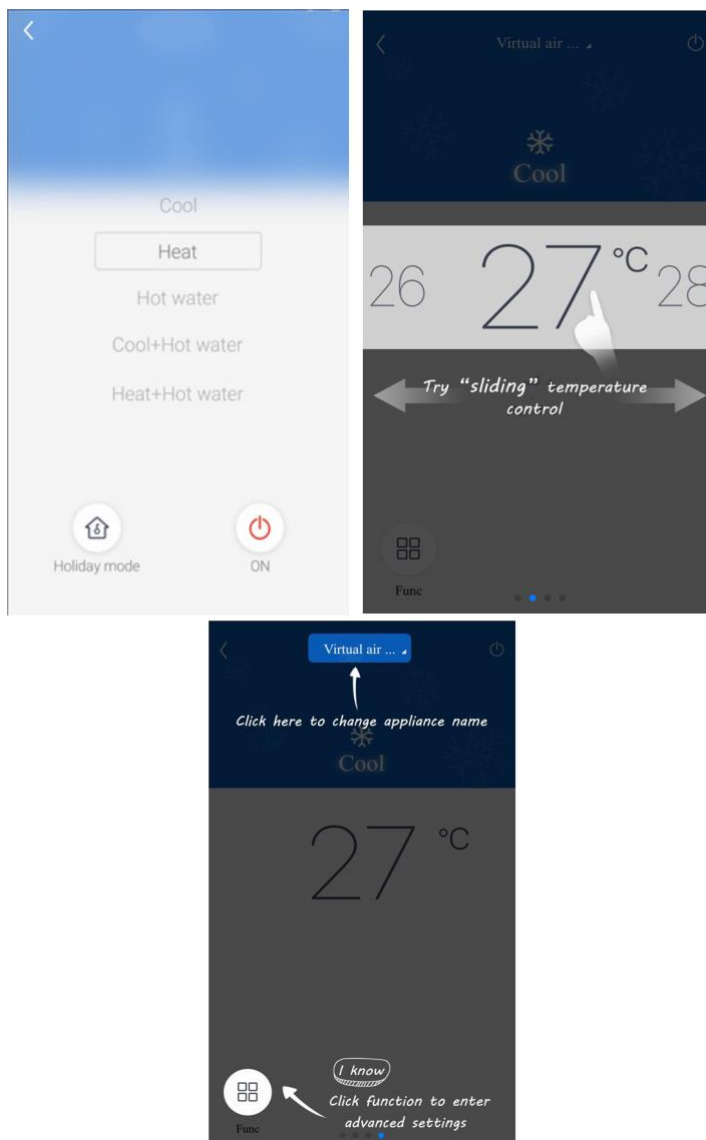 Cool
Heat
Hot water
Cool+Hot water
Heat+Hot water
Holiday mode
ON
Virtual air ...
Cool
26 27°C 28
Try “sliding” temperature
control
Func
Virtual air ...
Click here to change appliance name
Cool
27 °C
I know
Click function to enter
advanced settings
Func